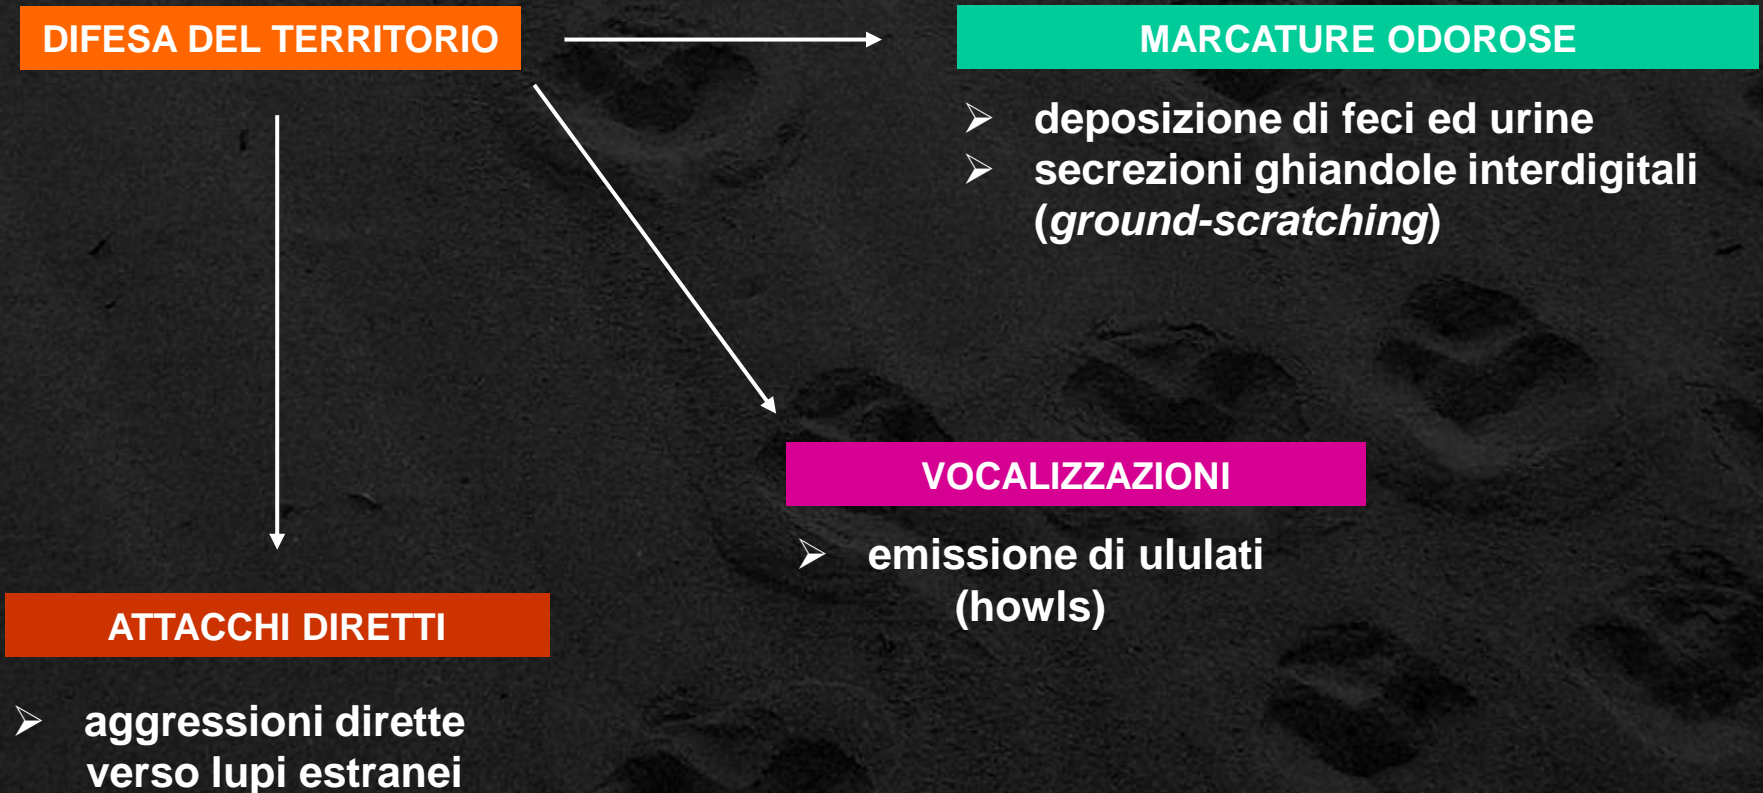 DIFESA DEL TERRITORIO
MARCATURE ODOROSE
➢ deposizione di feci ed urine
➢ secrezioni ghiandole interdigitali
(ground-scratching)
VOCALIZZAZIONI
➢ emissione di ululati
(howls)
ATTACCHI DIRETTI
➢ aggressioni dirette
verso lupi estranei